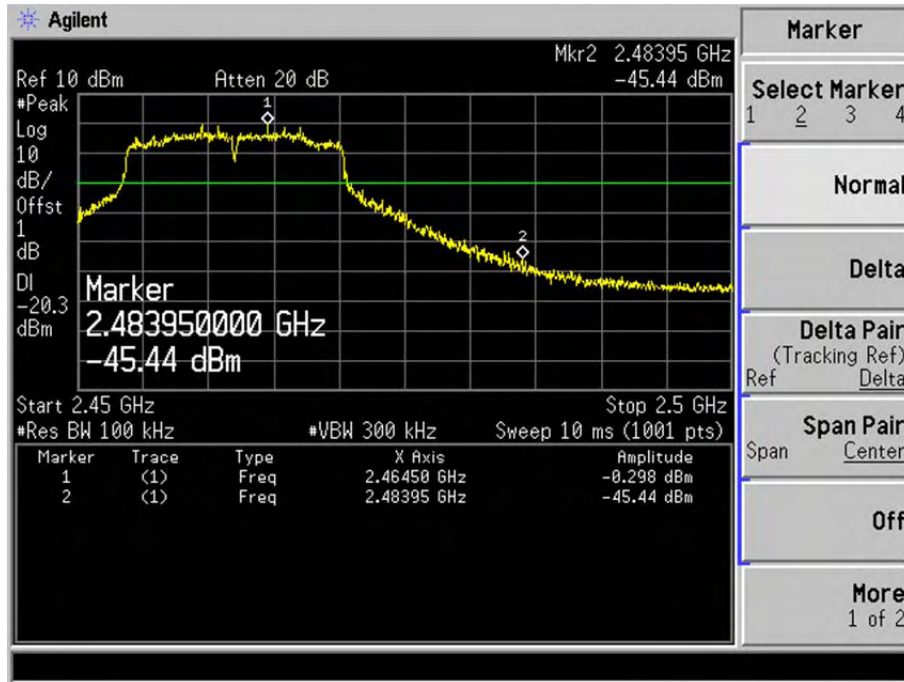 Agilent
Mkr2 2.48395 GHz
Ref 10 dBm Atten 20 dB -45.44 dBm
#Peak
Log
10
dB/
Offst
1
dB
DI
-20.3
dBm
1
2
Marker
2.483950000 GHz
-45.44 dBm
Start 2.45 GHz Stop 2.5 GHz
#Res BW 100 kHz #VBW 300 kHz Sweep 10 ms (1001 pts)
Marker Trace Type X Axis Amplitude
1 (1) Freq 2.46450 GHz -0.298 dBm
2 (1) Freq 2.48395 GHz -45.44 dBm
Marker
Select Marker
1 2 3 4
Normal
Delta
Delta Pair
(Tracking Ref)
Ref Delta
Span Pair
Span Center
Off
More
1 of 2